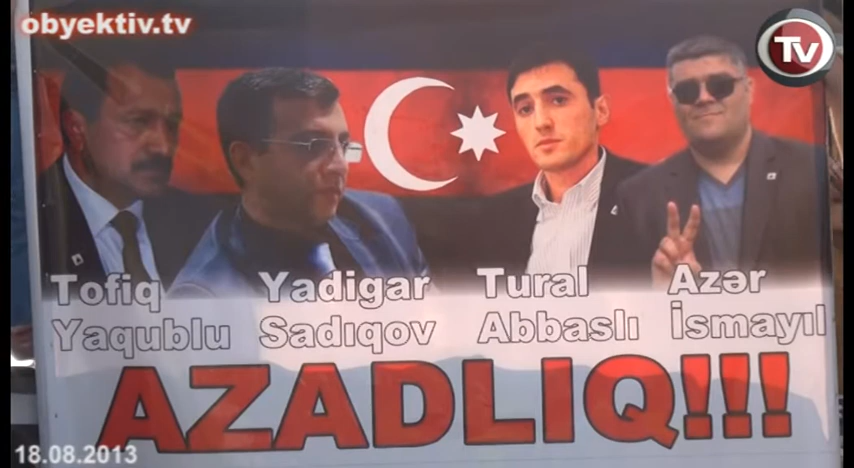 obyektiv.tv
TV
Tofiq Yaqublu
Yadigar Sadıqov
Tural Abbaslı
Azər İsmayıl
AZADLIQ!!!
18.08.2013